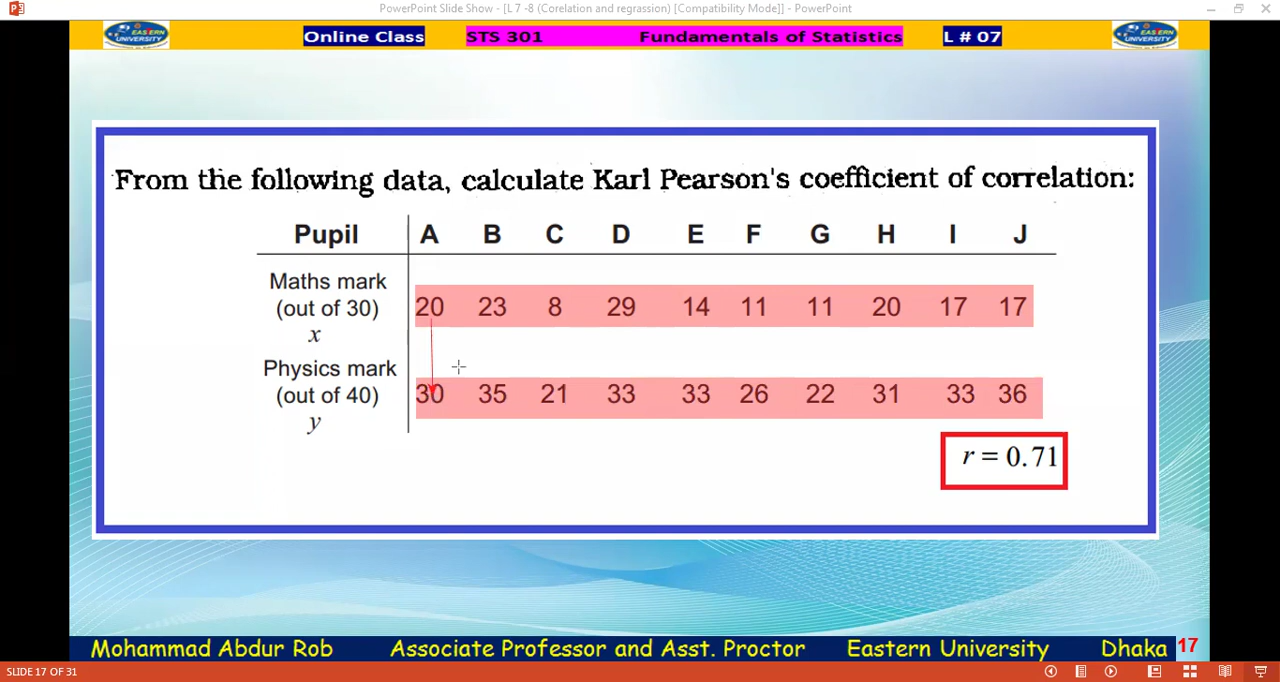 PowerPoint Slide Show - [L 7 -8 (Corelation and regrassion) [Compatibility Mode]] - PowerPoint
EASTERN UNIVERSITY Online Class STS 301 Fundamentals of Statistics L # 07 EASTERN UNIVERSITY
From the following data, calculate Karl Pearson's coefficient of correlation:
Pupil A B C D E F G H I J
Maths mark
(out of 30) 20 23 8 29 14 11 11 20 17 17
x
Physics mark
(out of 40) 30 35 21 33 33 26 22 31 33 36
y
r = 0.71
Mohammad Abdur Rob Associate Professor and Asst. Proctor Eastern University Dhaka 17
SLIDE 17 OF 31